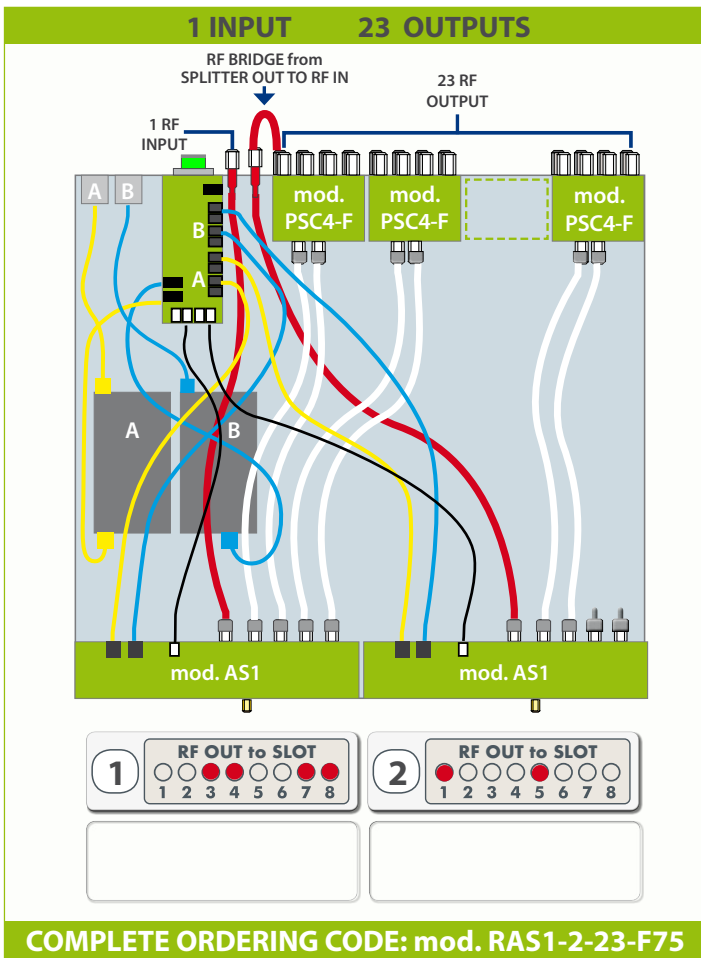 1 INPUT 23 OUTPUTS
RF BRIDGE from
SPLITTER OUT TO RF IN
23 RF
OUTPUT
1 RF
INPUT
A B
mod.
PSC4-F
mod.
PSC4-F
mod.
PSC4-F
B
A
A
B
mod. AS1
mod. AS1
1
RF OUT to SLOT
1 2 3 4 5 6 7 8
2
RF OUT to SLOT
1 2 3 4 5 6 7 8
COMPLETE ORDERING CODE: mod. RAS1-2-23-F75